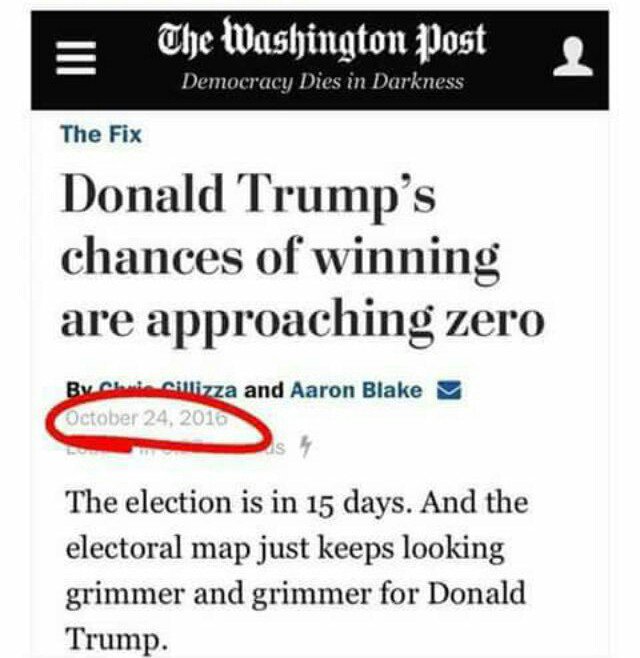 The Washington Post
Democracy Dies in Darkness
The Fix
Donald Trump's
chances of winning
are approaching zero
By Chris Cillizza and Aaron Blake
October 24, 2016
The election is in 15 days. And the
electoral map just keeps looking
grimmer and grimmer for Donald
Trump.